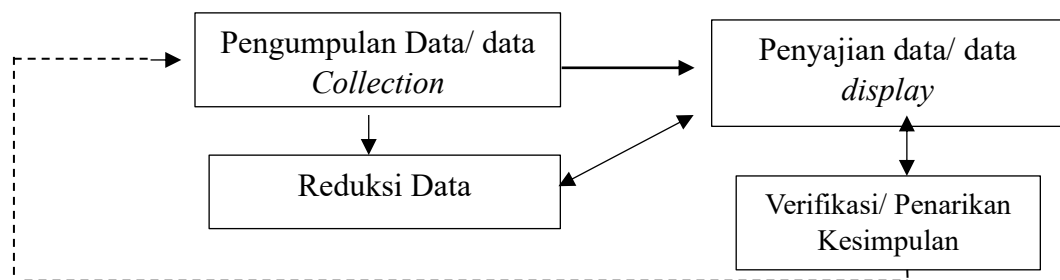 Pengumpulan Data/ data
Collection
Penyajian data/ data
display
Reduksi Data
Verifikasi/ Penarikan
Kesimpulan